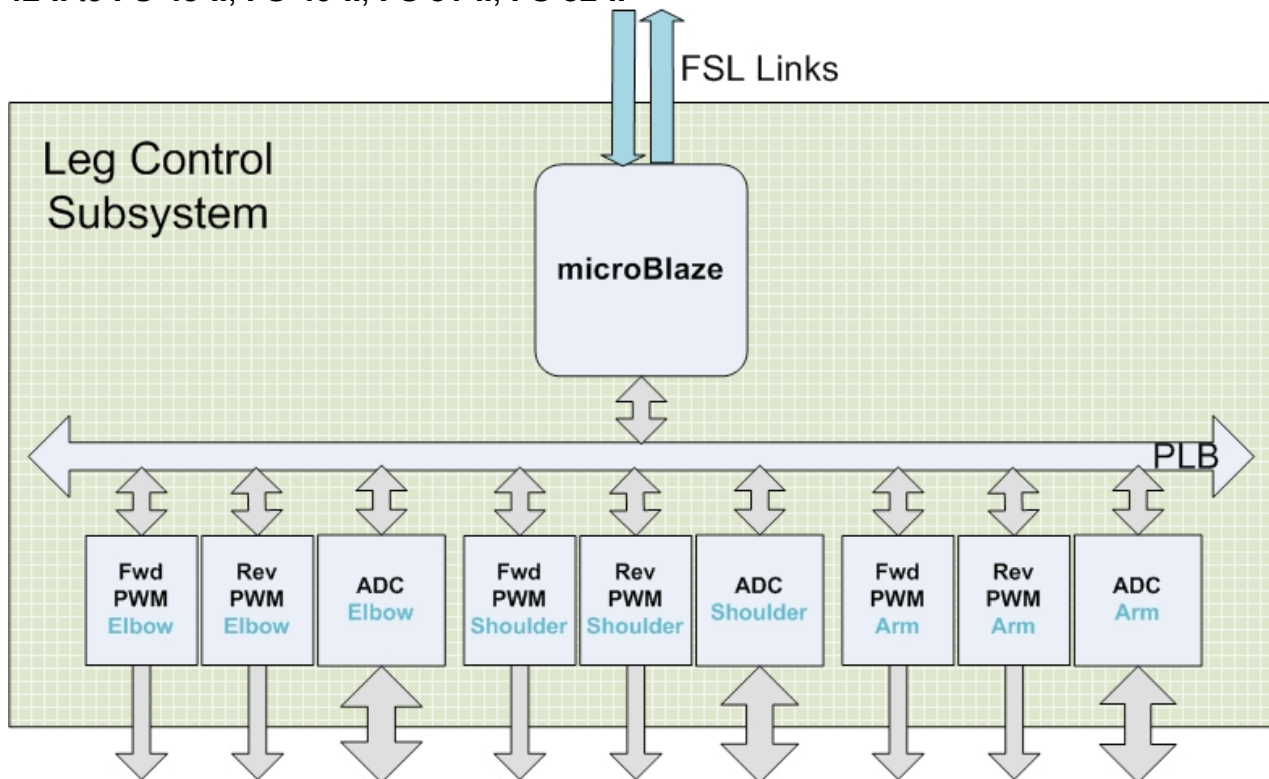 FSL Links
Leg Control
Subsystem
microBlaze
PLB
Fwd
PWM
Elbow
Rev
PWM
Elbow
ADC
Elbow
Fwd
PWM
Shoulder
Rev
PWM
Shoulder
ADC
Shoulder
Fwd
PWM
Arm
Rev
PWM
Arm
ADC
Arm